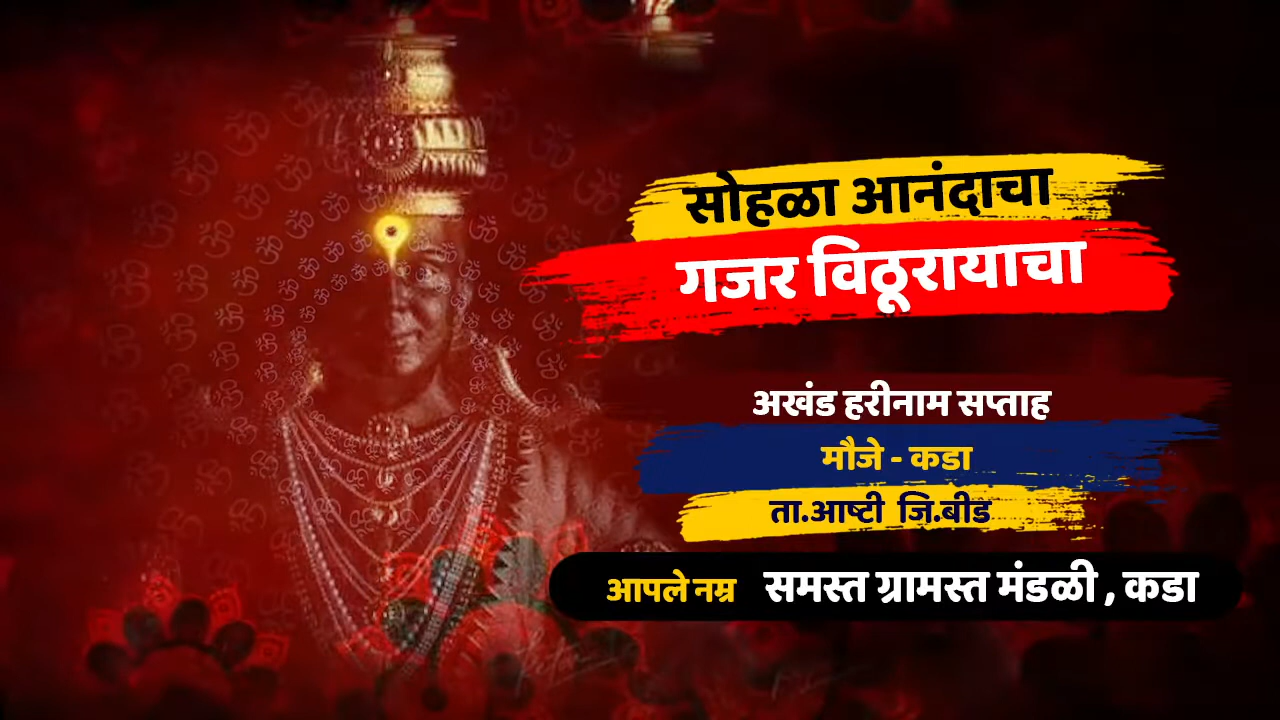 सोहळा आनंदाचा
गजर विठूरायाचा
अखंड हरीनाम सप्ताह
मौजे - कडा
ता.आष्टी जि.बीड
आपले नम्र समस्त ग्रामस्त मंडळी , कडा